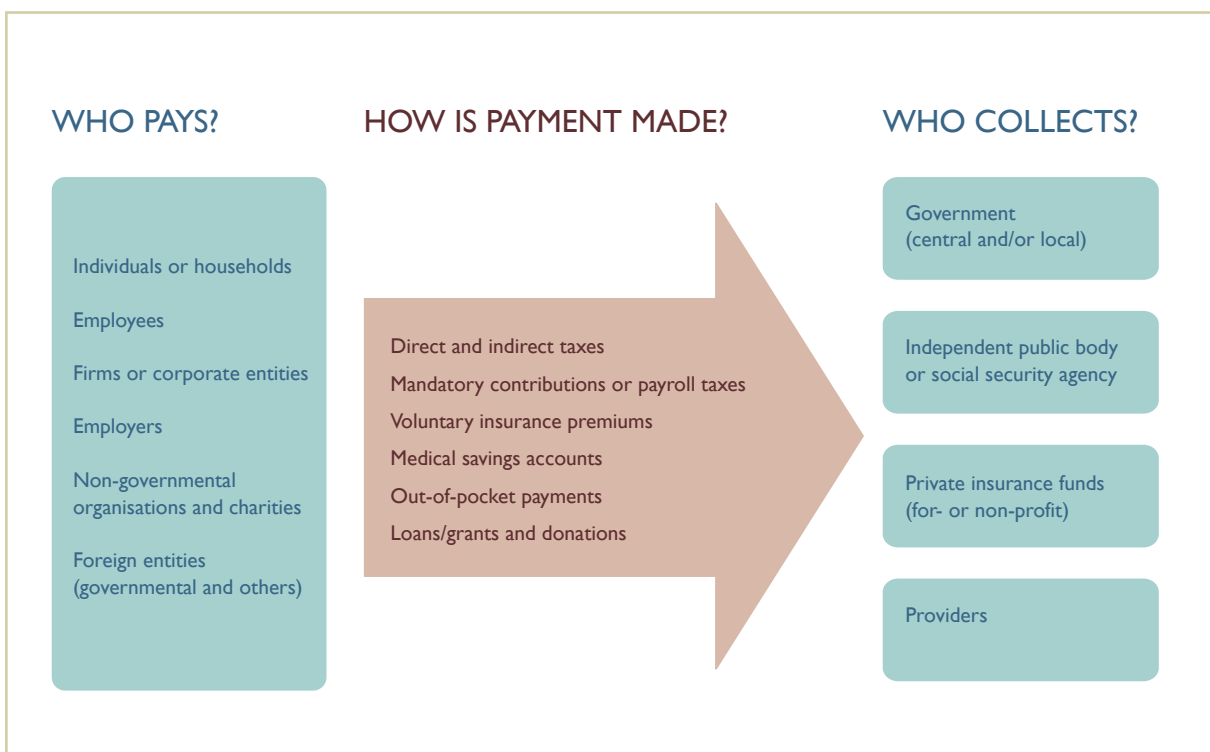 WHO PAYS?
Individuals or households
Employees
Firms or corporate entities
Employers
Non-governmental
organisations and charities
Foreign entities
(governmental and others)
HOW IS PAYMENT MADE?
Direct and indirect taxes
Mandatory contributions or payroll taxes
Voluntary insurance premiums
Medical savings accounts
Out-of-pocket payments
Loans/grants and donations
WHO COLLECTS?
Government
(central and/or local)
Independent public body
or social security agency
Private insurance funds
(for- or non-profit)
Providers